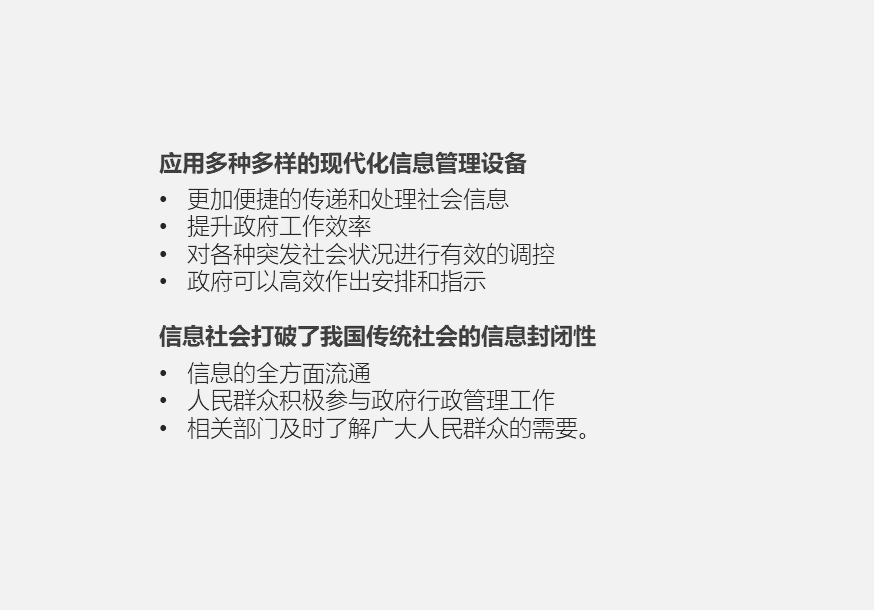 应用多种多样的现代化信息管理设备
• 更加便捷的传递和处理社会信息
• 提升政府工作效率
• 对各种突发社会状况进行有效的调控
• 政府可以高效作出安排和指示
信息社会打破了我国传统社会的信息封闭性
• 信息的全方面流通
• 人民群众积极参与政府行政管理工作
• 相关部门及时了解广大人民群众的需要。